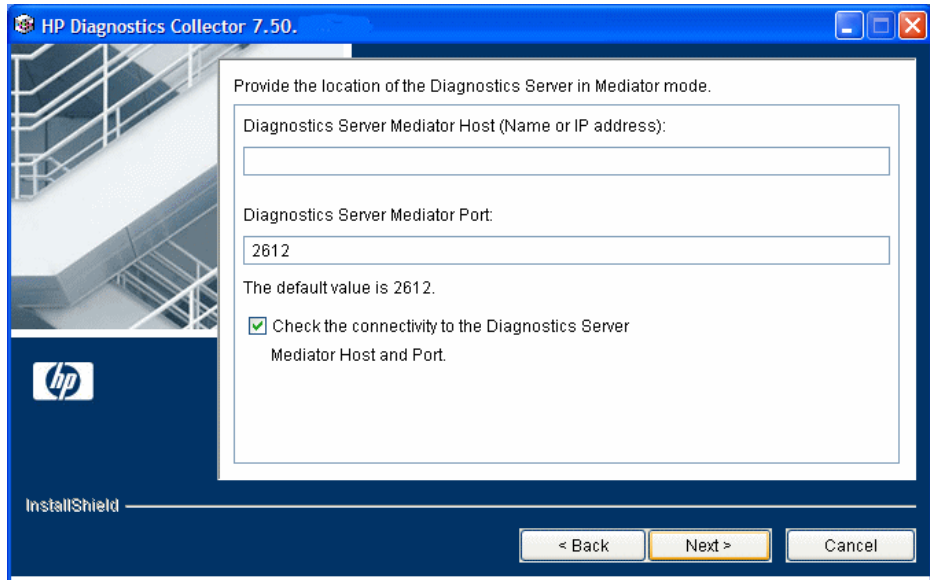 HP Diagnostics Collector 7.50.
Provide the location of the Diagnostics Server in Mediator mode.
Diagnostics Server Mediator Host (Name or IP address):
Diagnostics Server Mediator Port:
2612
The default value is 2612.
Check the connectivity to the Diagnostics Server
Mediator Host and Port.
hp
InstallShield
< Back
Next >
Cancel